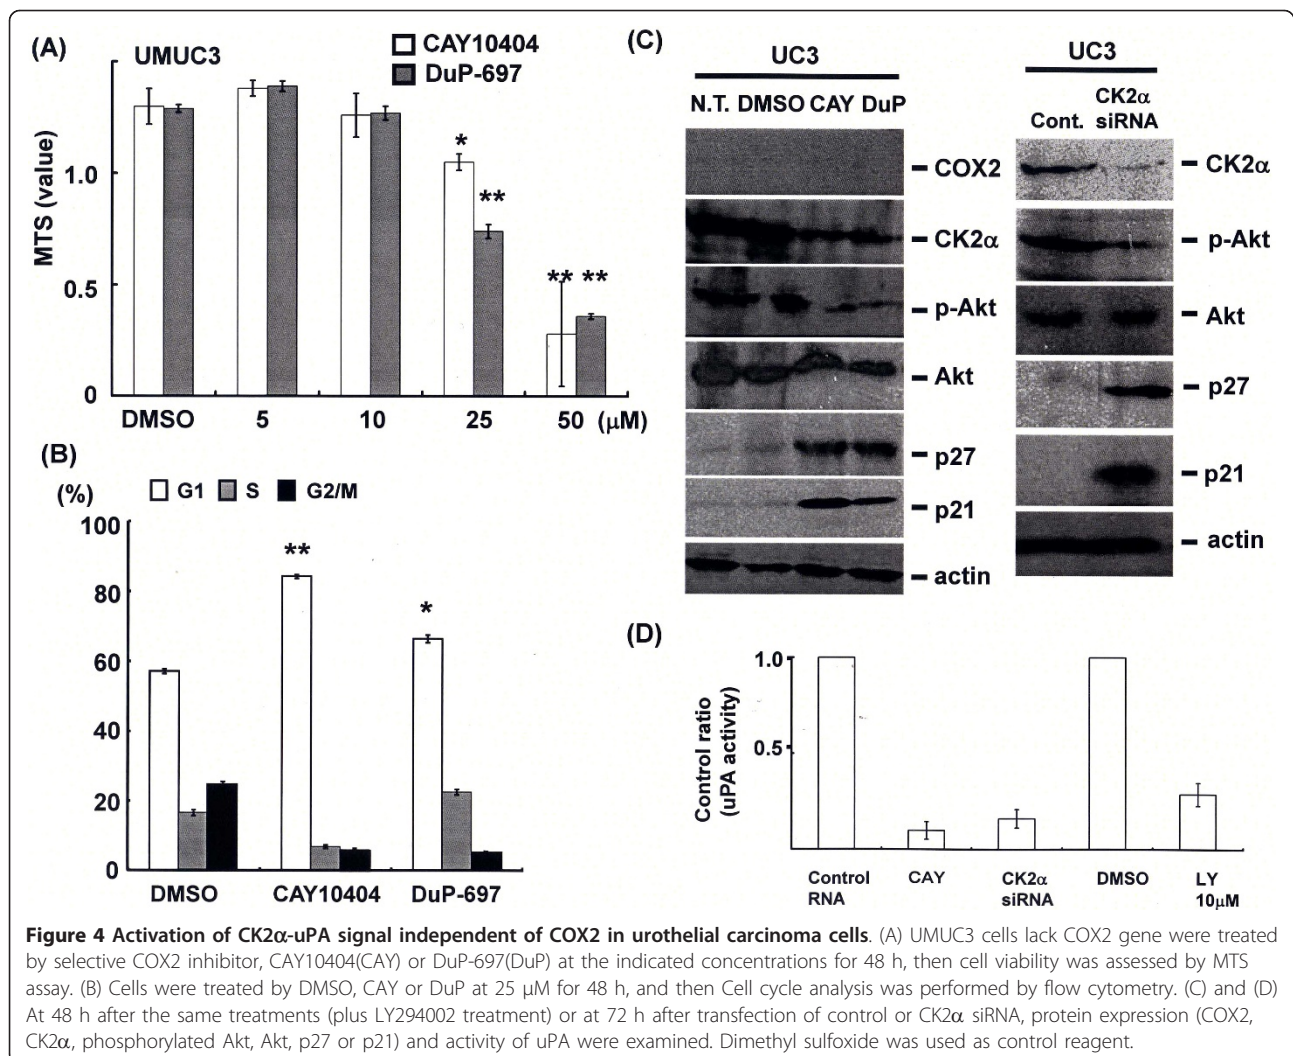 (A)
UMUC3
CAY10404
DuP-697
MTS (value)
1.0
0.5
0
* ** ** **
DMSO 5 10 25 50 (μM)
(B)
(%)
G1 S G2/M
100
80
60
40
20
0
** *
DMSO CAY10404 DuP-697
(C)
UC3
N.T. DMSO CAY DuP
COX2
CK2α
p-Akt
Akt
p27
p21
actin
UC3
Cont. CK2α
siRNA
CK2α
p-Akt
Akt
p27
p21
actin
(D)
Control ratio
(uPA activity)
1.0
0.5
Control
RNA
CAY
CK2α
siRNA
DMSO
LY
10μM
Figure 4 Activation of CK2α-uPA signal independent of COX2 in urothelial carcinoma cells. (A) UMUC3 cells lack COX2 gene were treated
by selective COX2 inhibitor, CAY10404(CAY) or DuP-697(DuP) at the indicated concentrations for 48 h, then cell viability was assessed by MTS
assay. (B) Cells were treated by DMSO, CAY or DuP at 25 μM for 48 h, and then Cell cycle analysis was performed by flow cytometry. (C) and (D)
At 48 h after the same treatments (plus LY294002 treatment) or at 72 h after transfection of control or CK2α siRNA, protein expression (COX2,
CK2α, phosphorylated Akt, Akt, p27 or p21) and activity of uPA were examined. Dimethyl sulfoxide was used as control reagent.